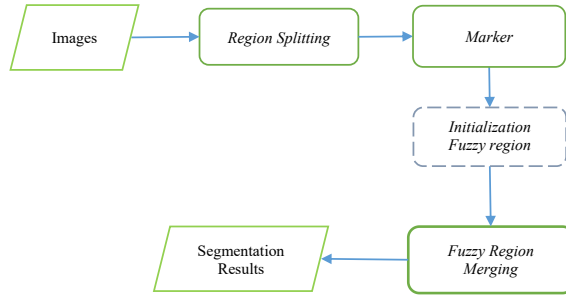 Images
Region Splitting
Marker
Initialization
Fuzzy region
Fuzzy Region
Merging
Segmentation
Results